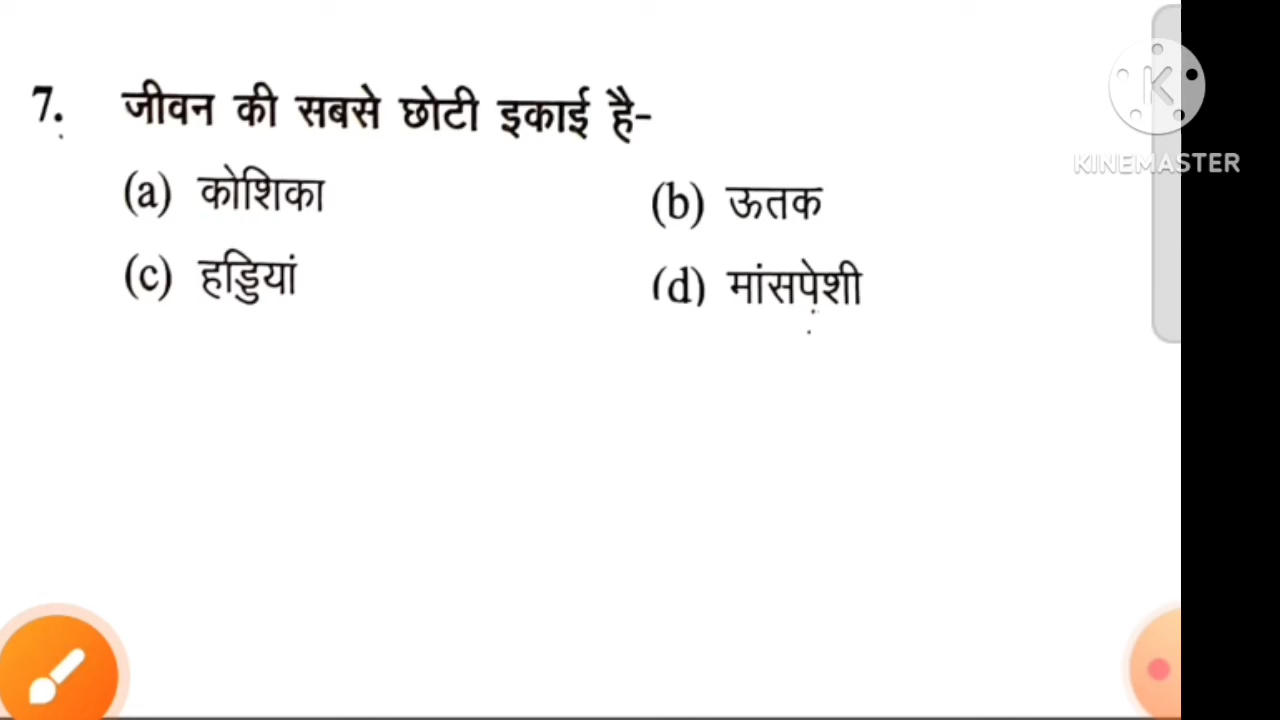 7. जीवन की सबसे छोटी इकाई है-
(a) कोशिका (b) ऊतक
(c) हड्डियां (d) मांसपेशी
KINEMASTER